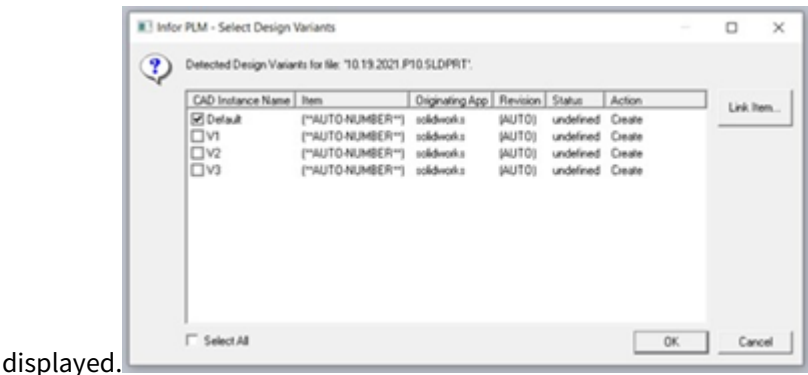 Infor PLM - Select Design Variants
Detected Design Variants for file: '10.19.2021.P10.SLDPRT'.
CAD Instance Name Item Originating App Revision Status Action
Link Item...
Default {**AUTO-NUMBER**} solidworks {AUTO} undefined Create
V1 {**AUTO-NUMBER**} solidworks {AUTO} undefined Create
V2 {**AUTO-NUMBER**} solidworks {AUTO} undefined Create
V3 {**AUTO-NUMBER**} solidworks {AUTO} undefined Create
Select All
OK Cancel
displayed.